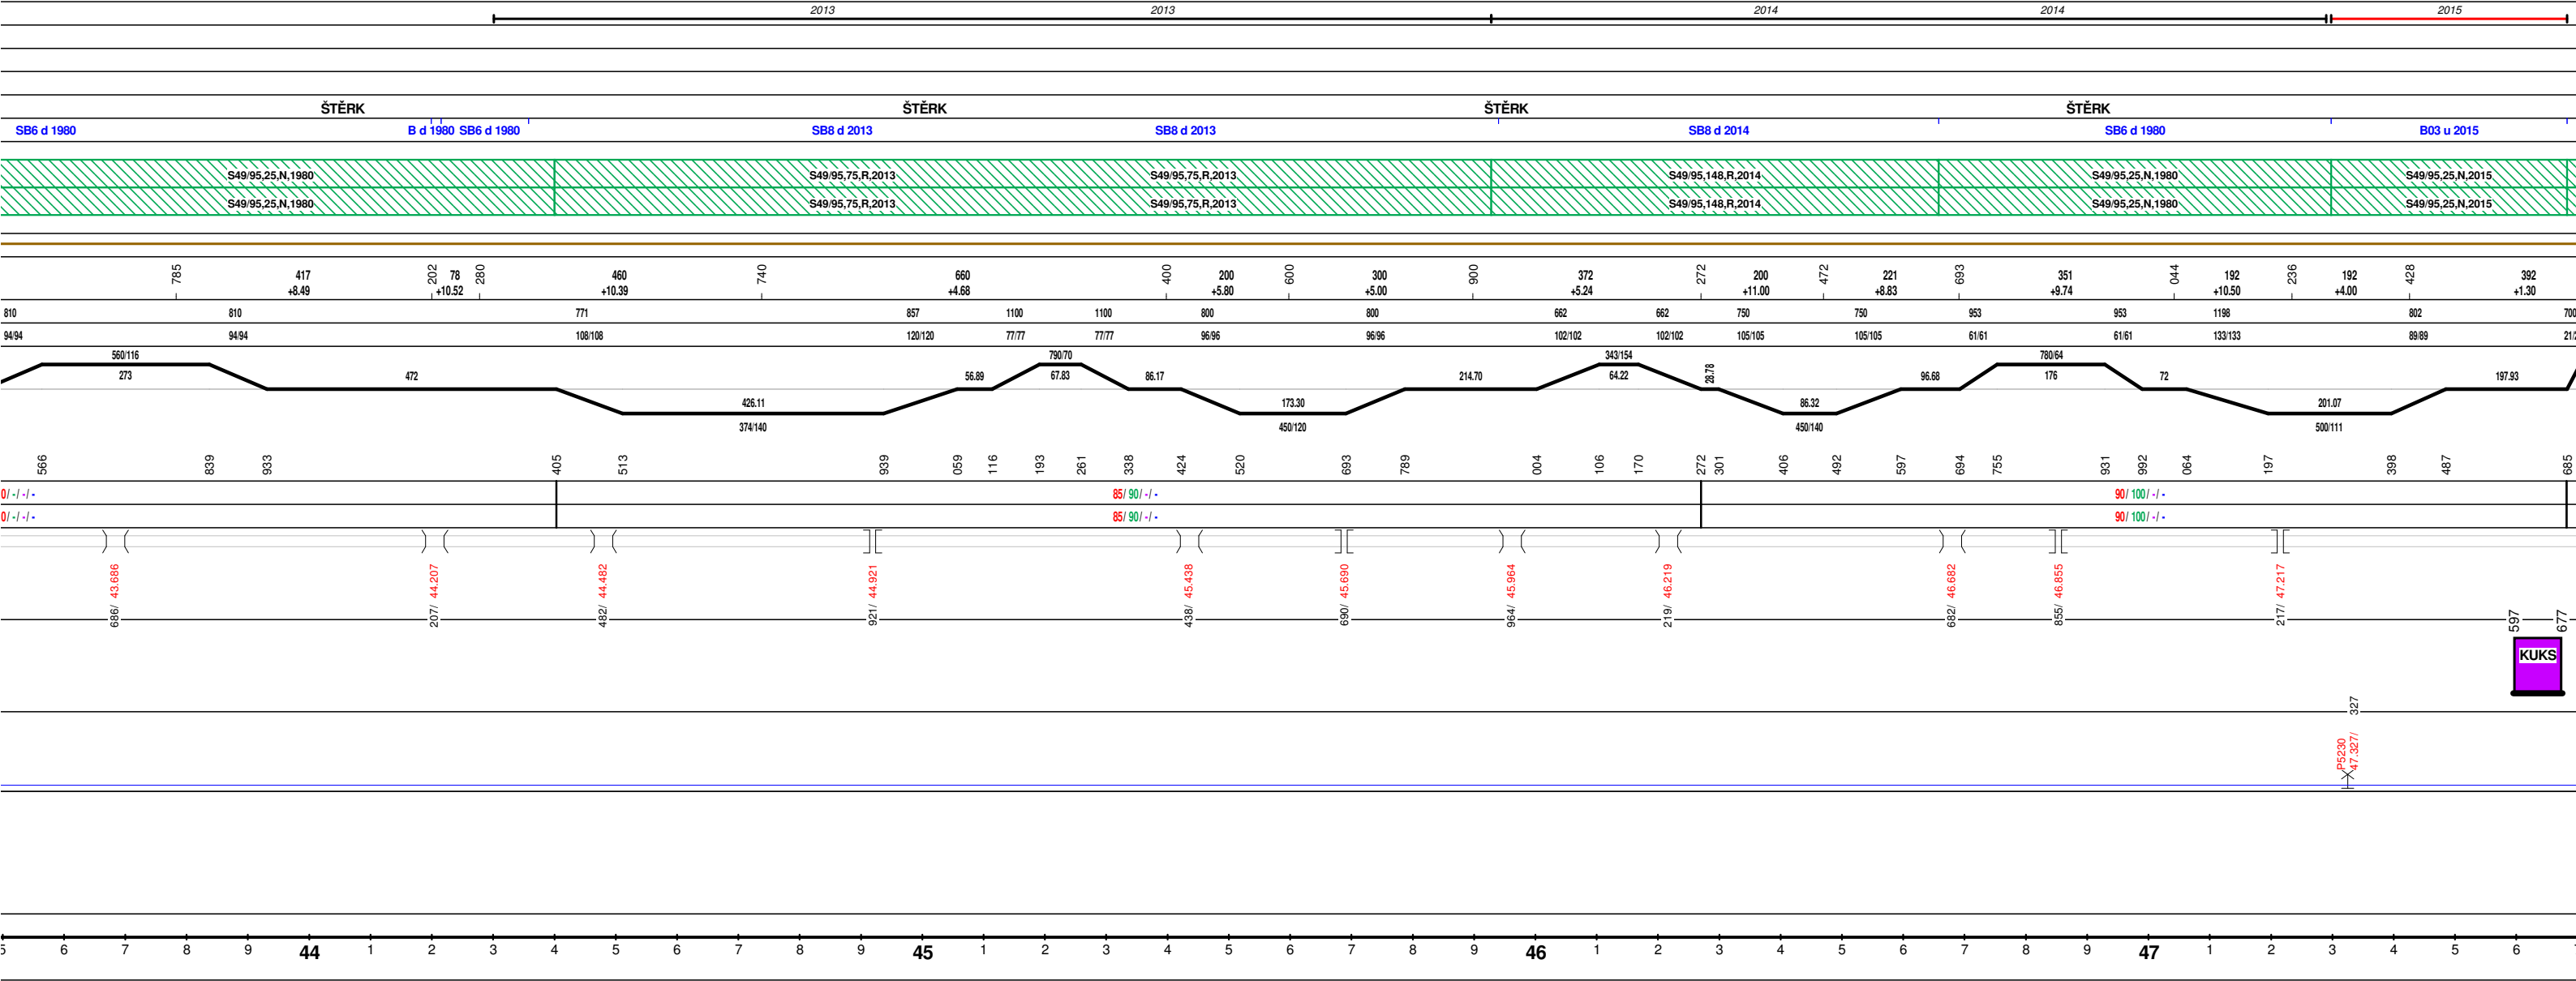 2013 2013 2014 2014 2015
ŠTĚRK ŠTĚRK ŠTĚRK ŠTĚRK
SB6 d 1980 B d 1980 SB6 d 1980 SB8 d 2013 SB8 d 2013 SB8 d 2014 SB6 d 1980 B03 u 2015
S49/95,25,N,1980 S49/95,75,R,2013 S49/95,75,R,2013 S49/95,148,R,2014 S49/95,25,N,1980 S49/95,25,N,2015
S49/95,25,N,1980 S49/95,75,R,2013 S49/95,75,R,2013 S49/95,148,R,2014 S49/95,25,N,1980 S49/95,25,N,2015
785 417 202 78 280 460 740 660 400 200 600 300 900 372 272 200 472 221 693 351 044 192 236 192 428 392
+8.49 +10.52 +10.39 +4.68 +5.80 +5.00 +5.24 +11.00 +8.83 +9.74 +10.50 +4.00 +1.30
810 810 771 857 1100 1100 800 800 662 662 750 750 953 953 1198 802 700
94/94 94/94 108/108 120/120 77/77 77/77 96/96 96/96 102/102 102/102 105/105 105/105 61/61 61/61 133/133 89/89 21/
560/116 790/70 343/154 780/64
273 472 56.89 67.83 86.17 214.70 64.22 28.78 96.68 176 72 197.93
426.11 173.30 86.32 201.07
374/140 450/120 450/140 500/111
566 839 933 405 513 939 059 116 193 261 338 424 520 693 789 004 106 170 272 301 406 492 597 694 755 931 992 064 197 398 487 685
0/ -/ -/ - 85/ 90/ -/ - 90/ 100/ -/ -
0/ -/ -/ - 85/ 90/ -/ - 90/ 100/ -/ -
686/ 43.686 207/ 44.207 482/ 44.482 921/ 44.921 438/ 45.438 690/ 45.690 964/ 45.964 219/ 46.219 682/ 46.682 855/ 46.855 217/ 47.217
597 677
KUKS
327
P5230
47.327/
5 6 7 8 9 44 1 2 3 4 5 6 7 8 9 45 1 2 3 4 5 6 7 8 9 46 1 2 3 4 5 6 7 8 9 47 1 2 3 4 5 6